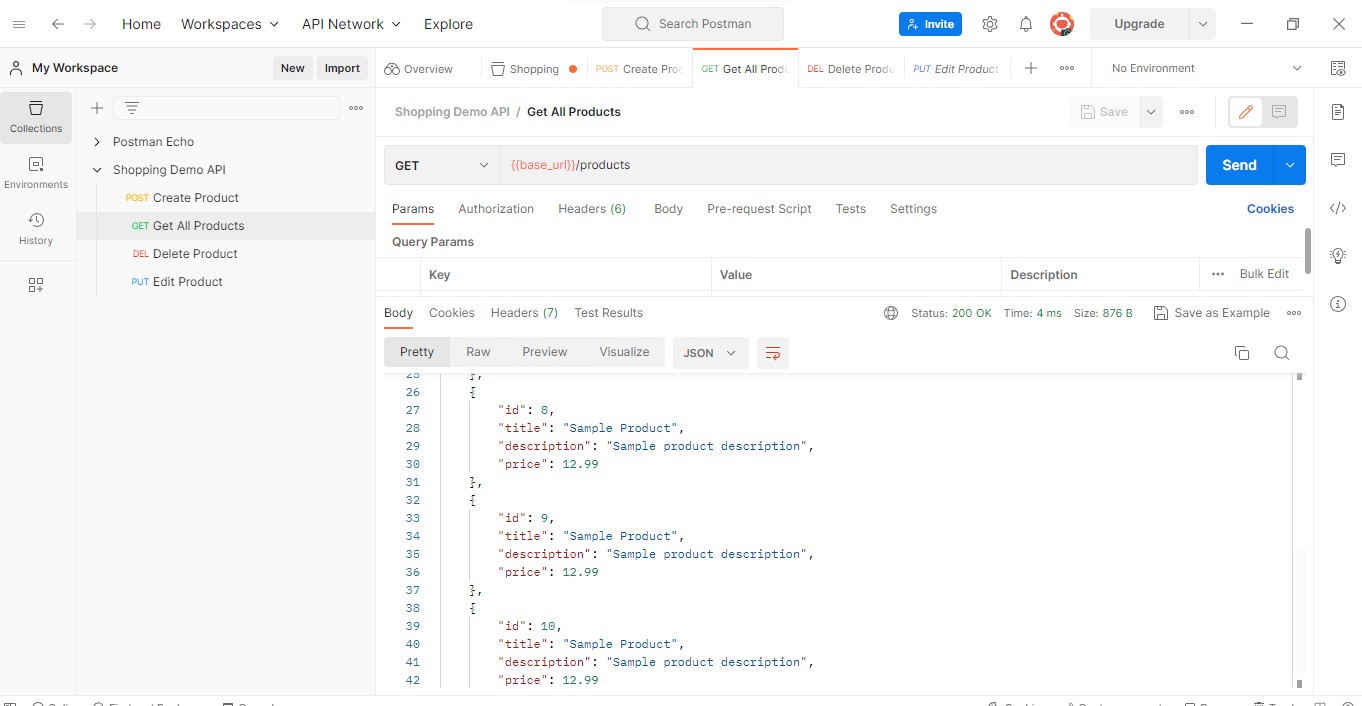 Home Workspaces API Network Explore Search Postman Invite Upgrade
My Workspace New Import Overview Shopping POST Create Proc GET Get All Produ DEL Delete Produ PUT Edit Product No Environment
Collections
Environments
History
Postman Echo
Shopping Demo API
POST Create Product
GET Get All Products
DEL Delete Product
PUT Edit Product
Shopping Demo API / Get All Products Save
GET {{base_url}}/products Send
Params Authorization Headers (6) Body Pre-request Script Tests Settings Cookies
Query Params
Key Value Description Bulk Edit
Body Cookies Headers (7) Test Results Status: 200 OK Time: 4 ms Size: 876 B Save as Example
Pretty Raw Preview Visualize JSON
25 },
26 {
27 "id": 8,
28 "title": "Sample Product",
29 "description": "Sample product description",
30 "price": 12.99
31 },
32 {
33 "id": 9,
34 "title": "Sample Product",
35 "description": "Sample product description",
36 "price": 12.99
37 },
38 {
39 "id": 10,
40 "title": "Sample Product",
41 "description": "Sample product description",
42 "price": 12.99